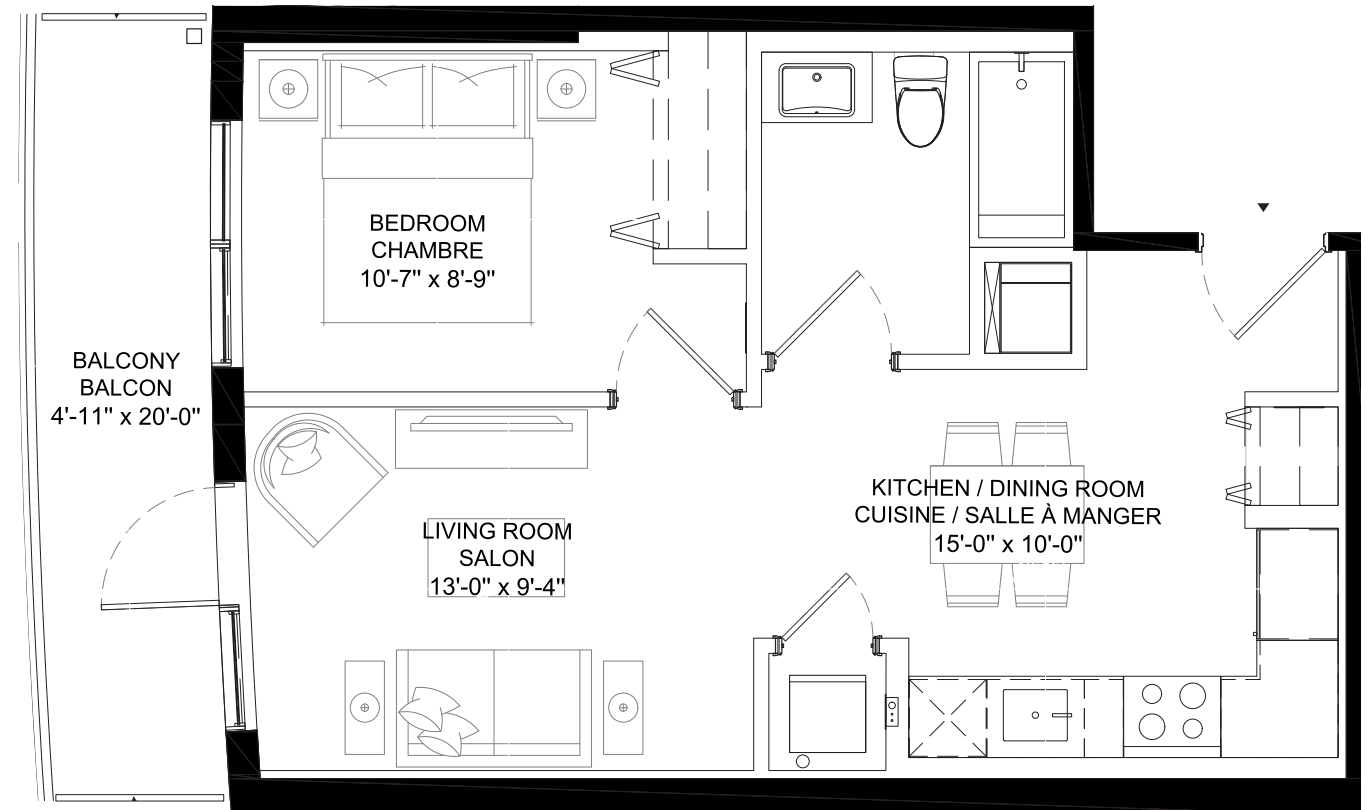 BEDROOM
CHAMBRE
10'-7" x 8'-9"
BALCONY
BALCON
4'-11" x 20'-0"
LIVING ROOM
SALON
13'-0" x 9'-4"
KITCHEN / DINING ROOM
CUISINE / SALLE À MANGER
15'-0" x 10'-0"